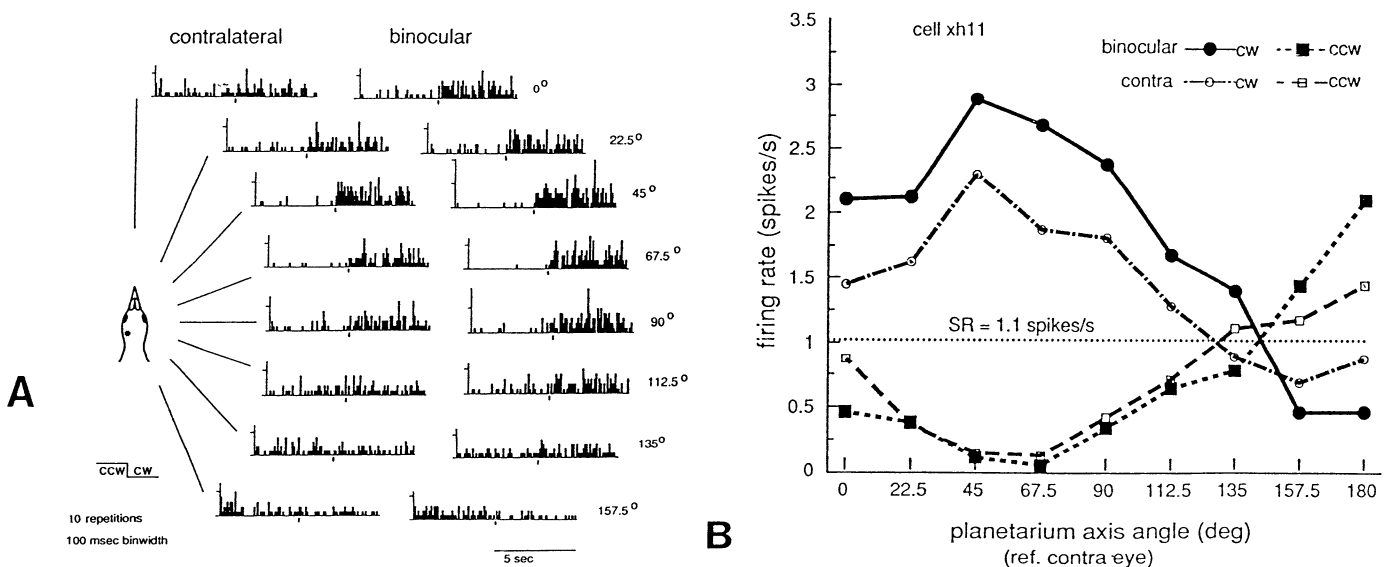 contralateral binocular
0°
22.5°
45°
67.5°
90°
112.5°
135°
157.5°
A
CCW CW
10 repetitions
100 msec binwidth
5 sec
B
cell xh11
binocular CW CCW
contra CW CCW
3.5
3
2.5
2
1.5
1
0.5
0
firing rate (spikes/s)
SR = 1.1 spikes/s
0 22.5 45 67.5 90 112.5 135 157.5 180
planetarium axis angle (deg)
(ref. contra eye)